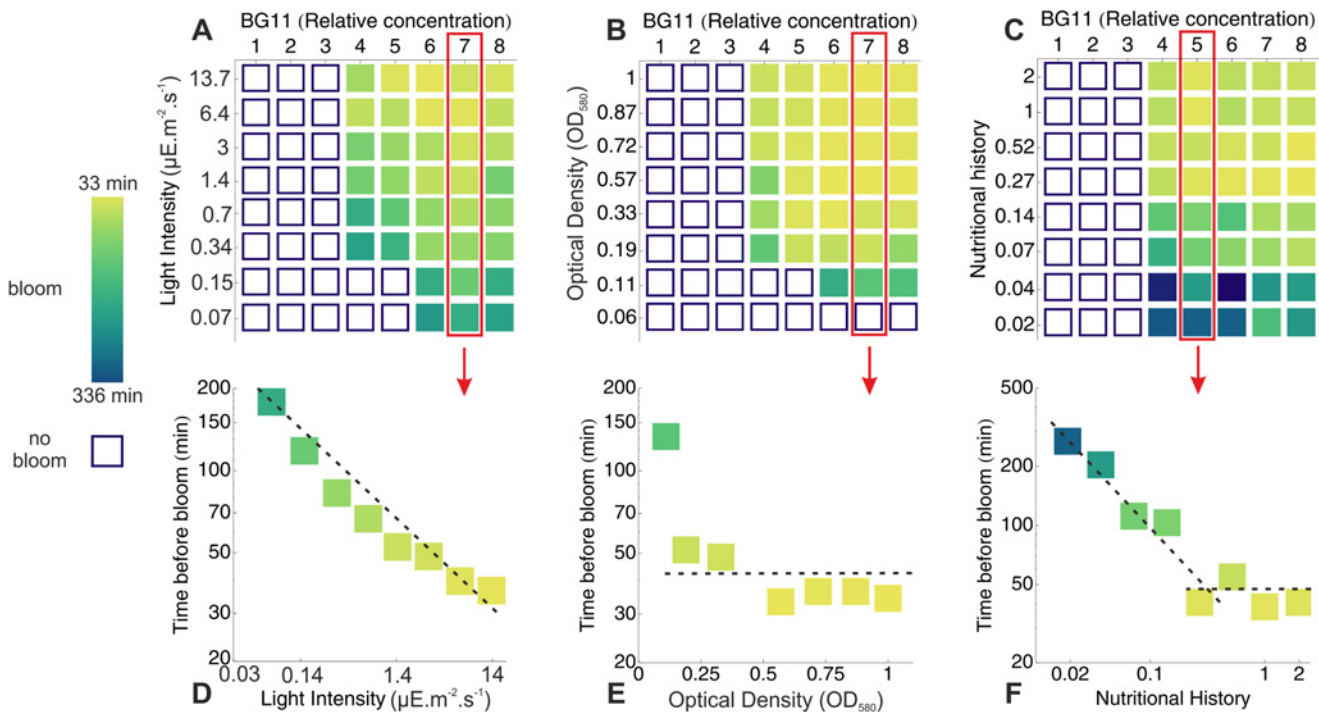 A
BG11 (Relative concentration)
1 2 3 4 5 6 7 8
Light Intensity (µE.m⁻².s¹)
13.7
6.4
3
1.4
0.7
0.34
0.15
0.07
B
BG11 (Relative concentration)
1 2 3 4 5 6 7 8
Optical Density (OD₅₈₀)
1
0.87
0.72
0.57
0.33
0.19
0.11
0.06
C
BG11 (Relative concentration)
1 2 3 4 5 6 7 8
Nutritional history
2
1
0.52
0.27
0.14
0.07
0.04
0.02
33 min
bloom
336 min
no
bloom
Time before bloom (min)
200
150
100
70
50
30
20
0.03 0.14 1.4 14
D
Light Intensity (µE.m⁻².s⁻¹)
Time before bloom (min)
200
150
100
70
50
30
20
0 0.25 0.5 0.75 1
E
Optical Density (OD₅₈₀)
Time before bloom (min)
500
200
100
50
20
0.02 0.1 1 2
F
Nutritional History